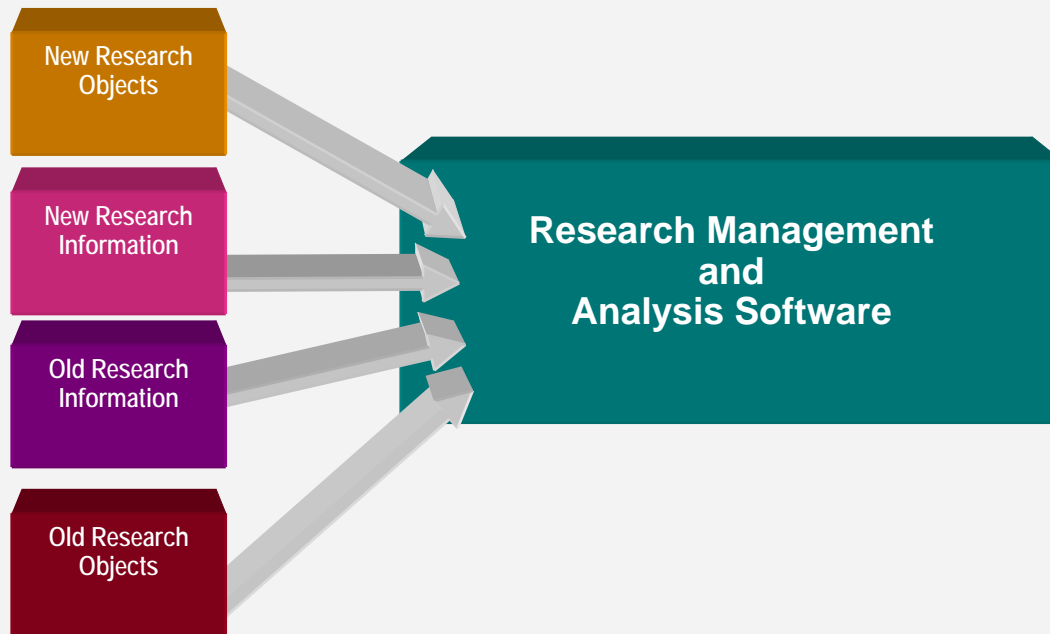 New Research
Objects
New Research
Information
Old Research
Information
Old Research
Objects
Research Management
and
Analysis Software